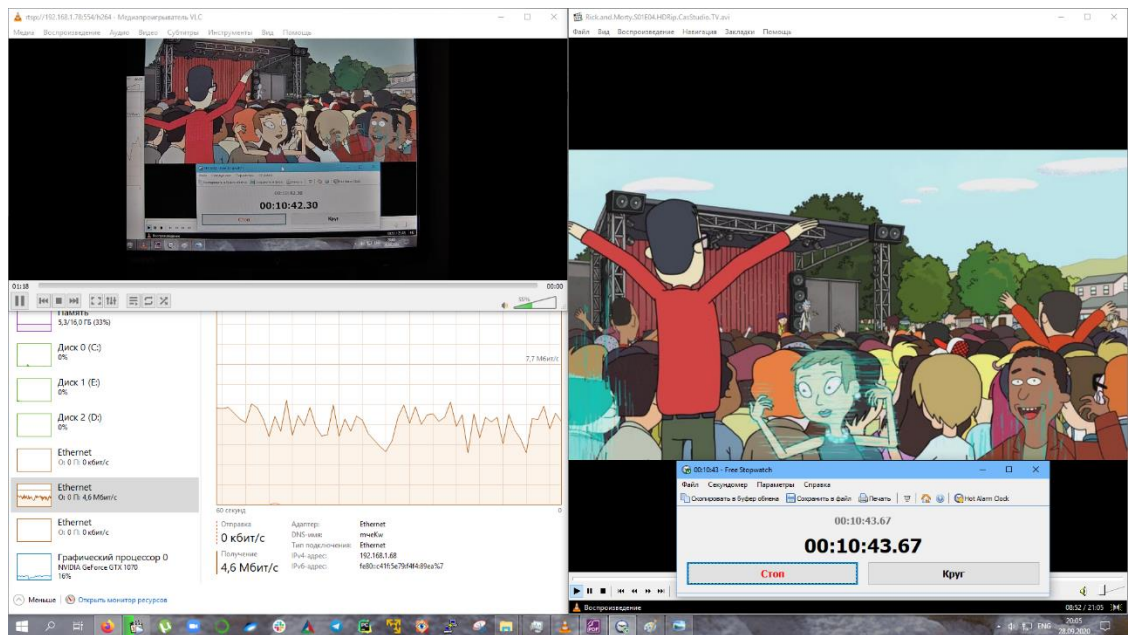 rtsp://192.168.1.78:554/h264 - Медиапроигрыватель VLC
Медиа Воспроизведение Аудио Видео Субтитры Инструменты Вид Помощь
00:10:42.30
Стоп Круг
01:18 00:00
90%
Память
5,3/16,0 ГБ (33%)
Диск 0 (C:)
0%
Диск 1 (E:)
0%
Диск 2 (D:)
0%
Ethernet
О: 0 П: 0 кбит/с
Ethernet
О: 0 П: 4,6 Мбит/с
Ethernet
О: 0 П: 0 кбит/с
Графический процессор 0
NVIDIA GeForce GTX 1070
16%
7,7 Мбит/с
60 секунд 0
Отправка
0 кбит/с
Получение
4,6 Мбит/с
Адаптер: Ethernet
DNS-имя: mчеKw
Тип подключения: Ethernet
IPv4-адрес: 192.168.1.68
IPv6-адрес:
Меньше Открыть монитор ресурсов
Rick.and.Morty.S01E04.HDRip.CasStudio.TV.avi
Файл Вид Воспроизведение Навигация Закладки Помощь
00:10:43 - Free Stopwatch
Файл Секундомер Параметры Справка
Скопировать в буфер обмена Сохранить в файл Печать Hot Alarm Clock
00:10:43.67
00:10:43.67
Стоп Круг
Воспроизведение 08:52 / 21:05
ENG 20:05
28.09.2020